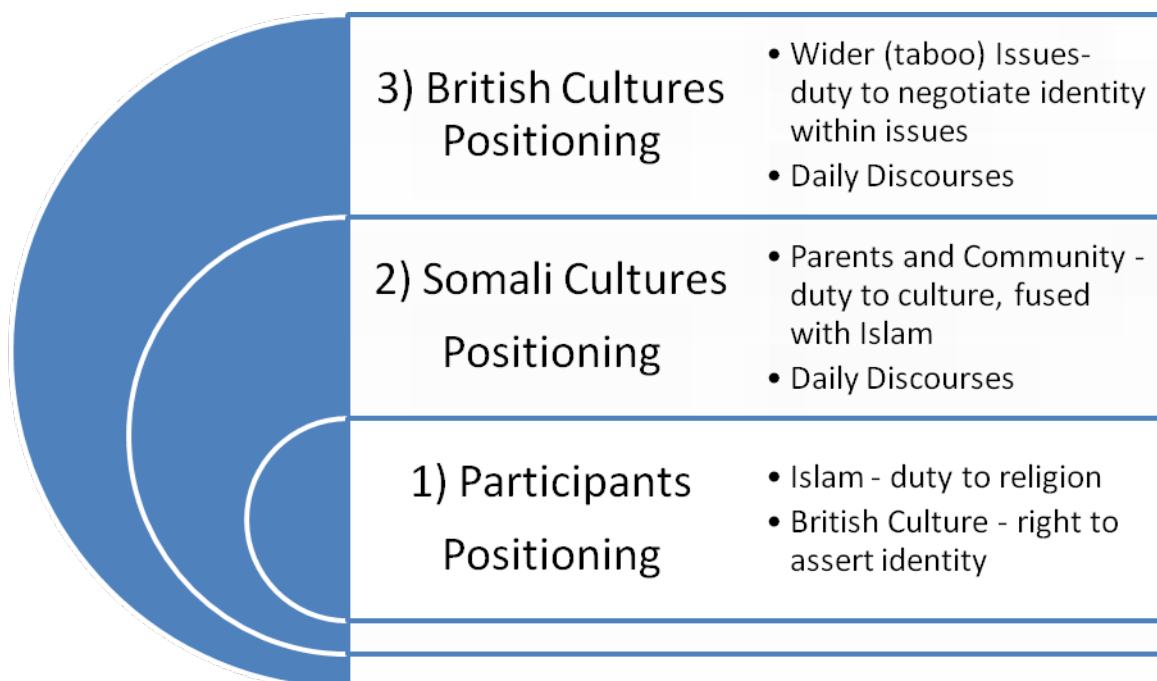 3) British Cultures
Positioning
• Wider (taboo) Issues-
duty to negotiate identity
within issues
• Daily Discourses
2) Somali Cultures
Positioning
• Parents and Community -
duty to culture, fused
with Islam
• Daily Discourses
1) Participants
Positioning
• Islam - duty to religion
• British Culture - right to
assert identity